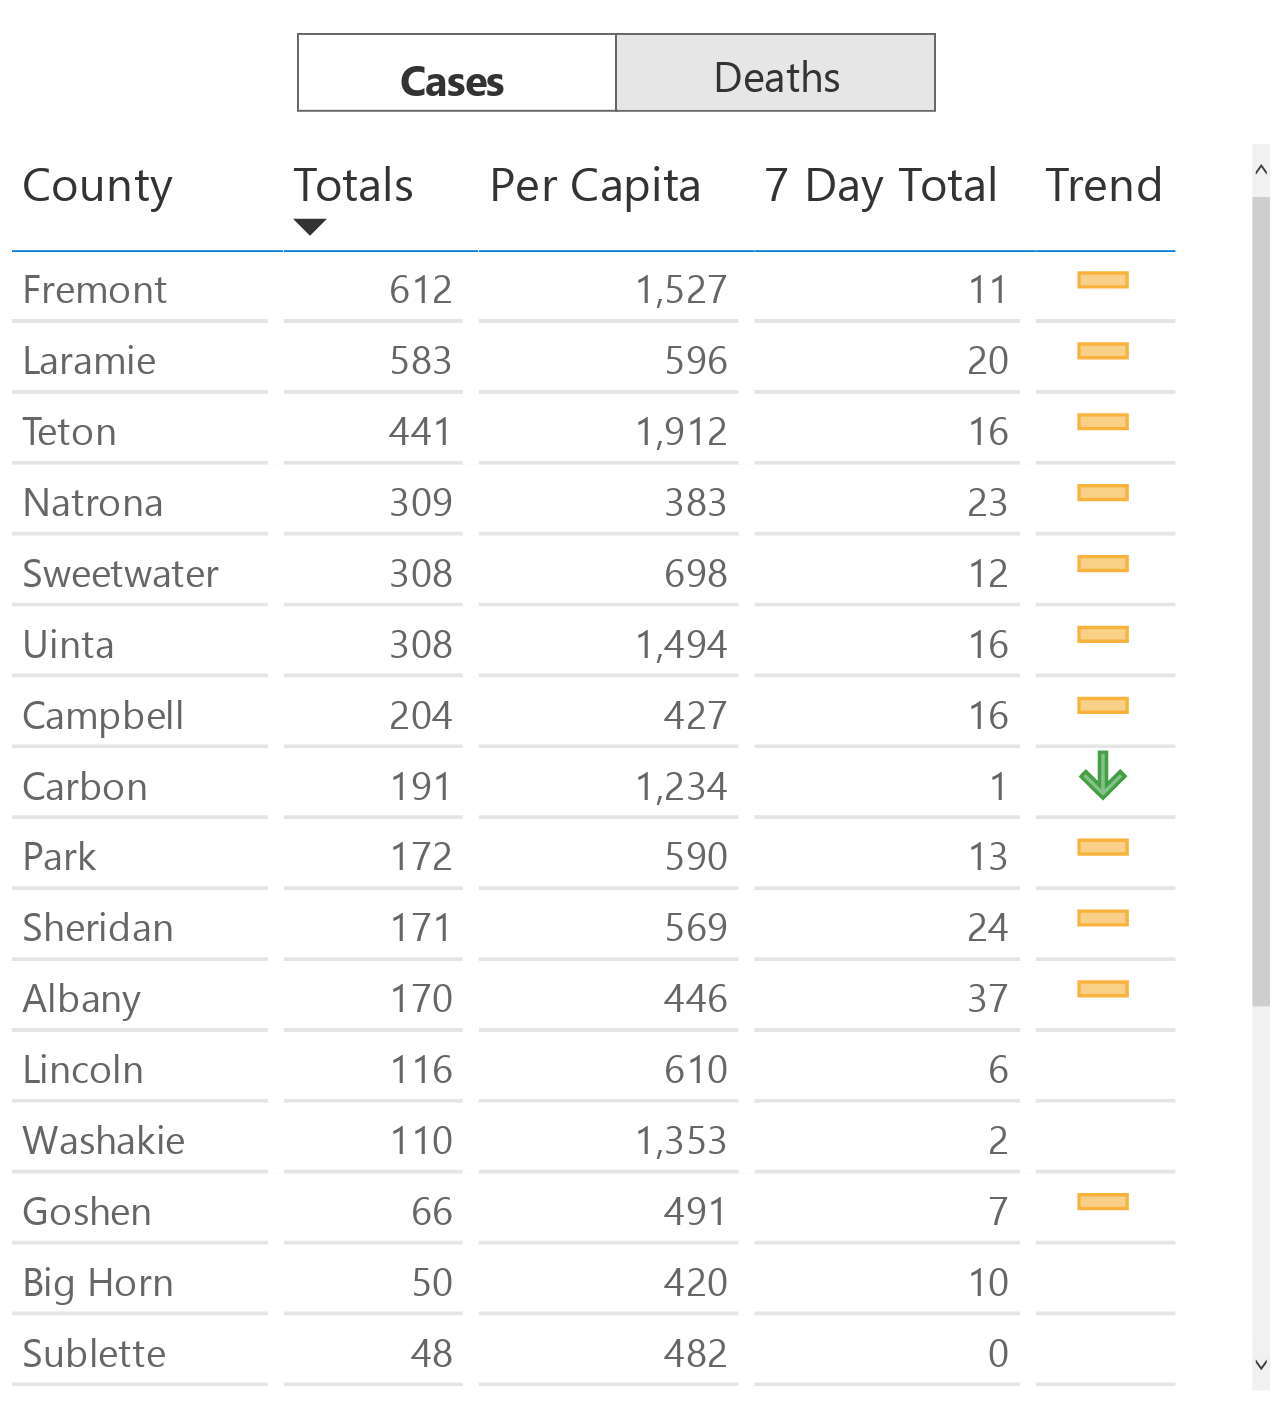 Cases Deaths
County Totals Per Capita 7 Day Total Trend
Fremont 612 1,527 11
Laramie 583 596 20
Teton 441 1,912 16
Natrona 309 383 23
Sweetwater 308 698 12
Uinta 308 1,494 16
Campbell 204 427 16
Carbon 191 1,234 1
Park 172 590 13
Sheridan 171 569 24
Albany 170 446 37
Lincoln 116 610 6
Washakie 110 1,353 2
Goshen 66 491 7
Big Horn 50 420 10
Sublette 48 482 0